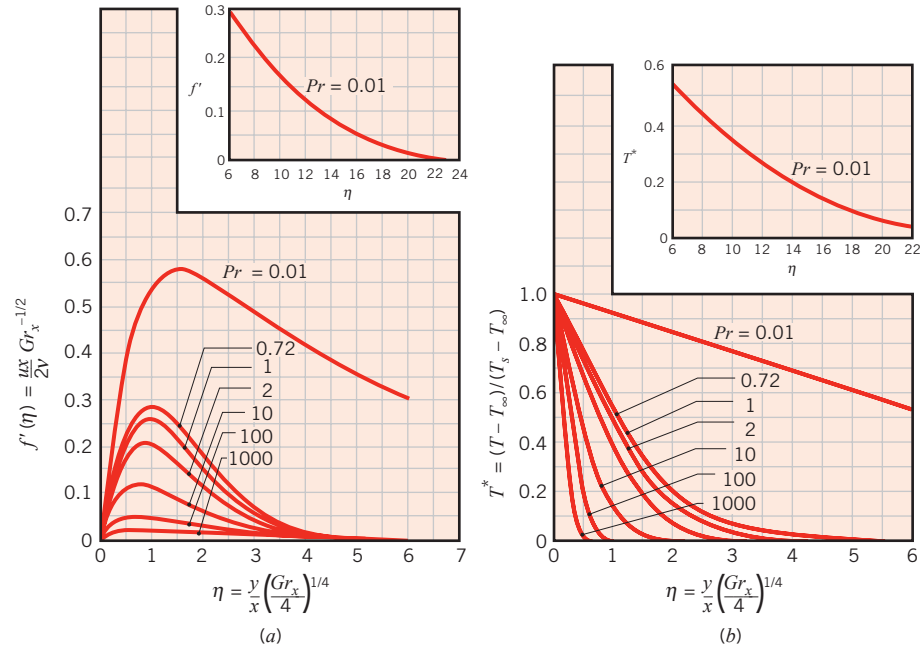 0.3
0.2
f′
Pr = 0.01
0.1
0
6 8 10 12 14 16 18 20 22 24
η
0.7
0.6
0.5
0.4
0.3
0.2
0.1
0
Pr = 0.01
0.72
1
2
10
100
1000
0 1 2 3 4 5 6 7
f′(η) = ux/2ν Gr_x^−1/2
η = y/x (Gr_x/4)^1/4
(a)
0.6
0.4
T*
Pr = 0.01
0.2
0
6 8 10 12 14 16 18 20 22
η
1.0
0.8
0.6
0.4
0.2
0
Pr = 0.01
0.72
1
2
10
100
1000
0 1 2 3 4 5 6
T* = (T − T∞)/(Ts − T∞)
η = y/x (Gr_x/4)^1/4
(b)